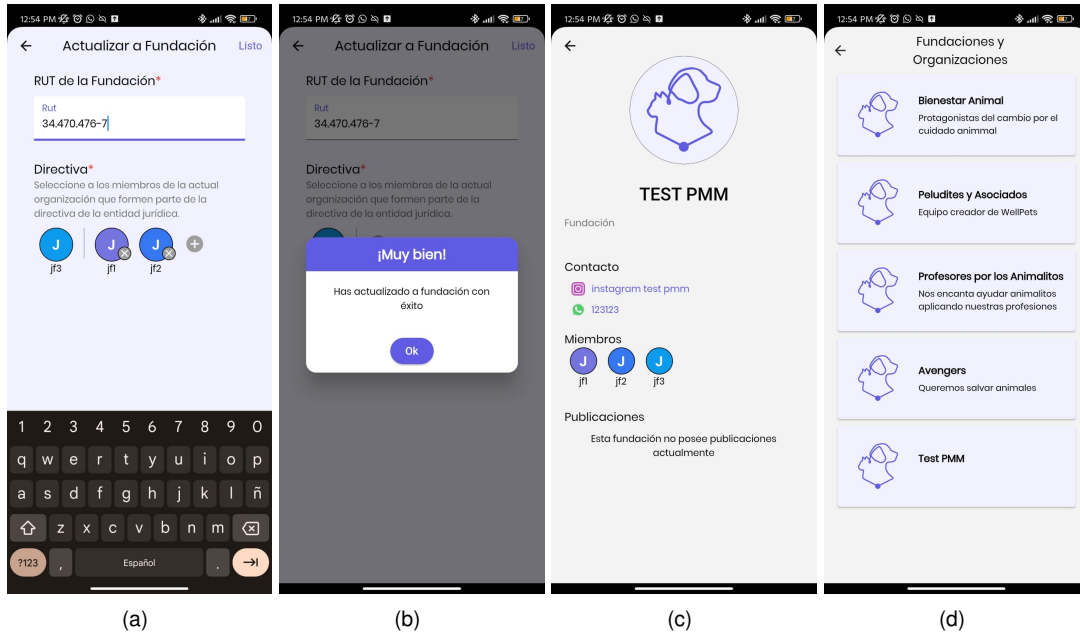 12:54 PM
Actualizar a Fundación
Listo
RUT de la Fundación*
Rut
34.470.476-7
Directiva*
Seleccione a los miembros de la actual
organización que formen parte de la
directiva de la entidad jurídica.
J
J
J
jf3
jf1
jf2
1 2 3 4 5 6 7 8 9 0
q w e r t y u i o p
a s d f g h j k l ñ
z x c v b n m
?123
,
Español
.
(a)
12:54 PM
Actualizar a Fundación
Listo
RUT de la Fundación*
Rut
34.470.476-7
Directiva*
Seleccione a los miembros de la actual
organización que formen parte de la
directiva de la entidad jurídica.
¡Muy bien!
Has actualizado a fundación con
éxito
Ok
(b)
12:54 PM
TEST PMM
Fundación
Contacto
instagram test pmm
123123
Miembros
J
J
J
jf1
jf2
jf3
Publicaciones
Esta fundación no posee publicaciones
actualmente
(c)
12:54 PM
Fundaciones y
Organizaciones
Bienestar Animal
Protagonistas del cambio por el
cuidado animmal
Peludites y Asociados
Equipo creador de WellPets
Profesores por los Animalitos
Nos encanta ayudar animalitos
aplicando nuestras profesiones
Avengers
Queremos salvar animales
Test PMM
(d)